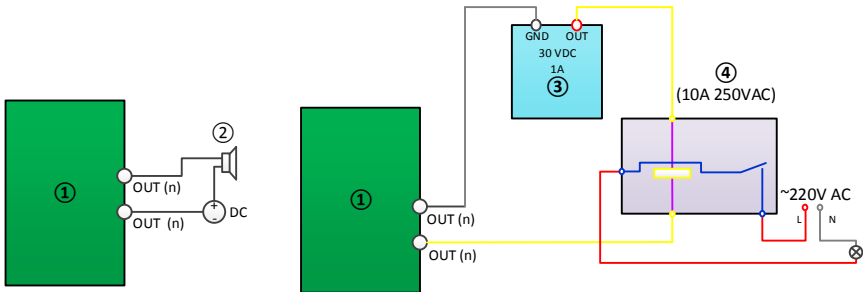 ①
OUT (n)
OUT (n)
②
+
-
DC
①
OUT (n)
OUT (n)
GND OUT
30 VDC
1A
③
④
(10A 250VAC)
~220V AC
L N